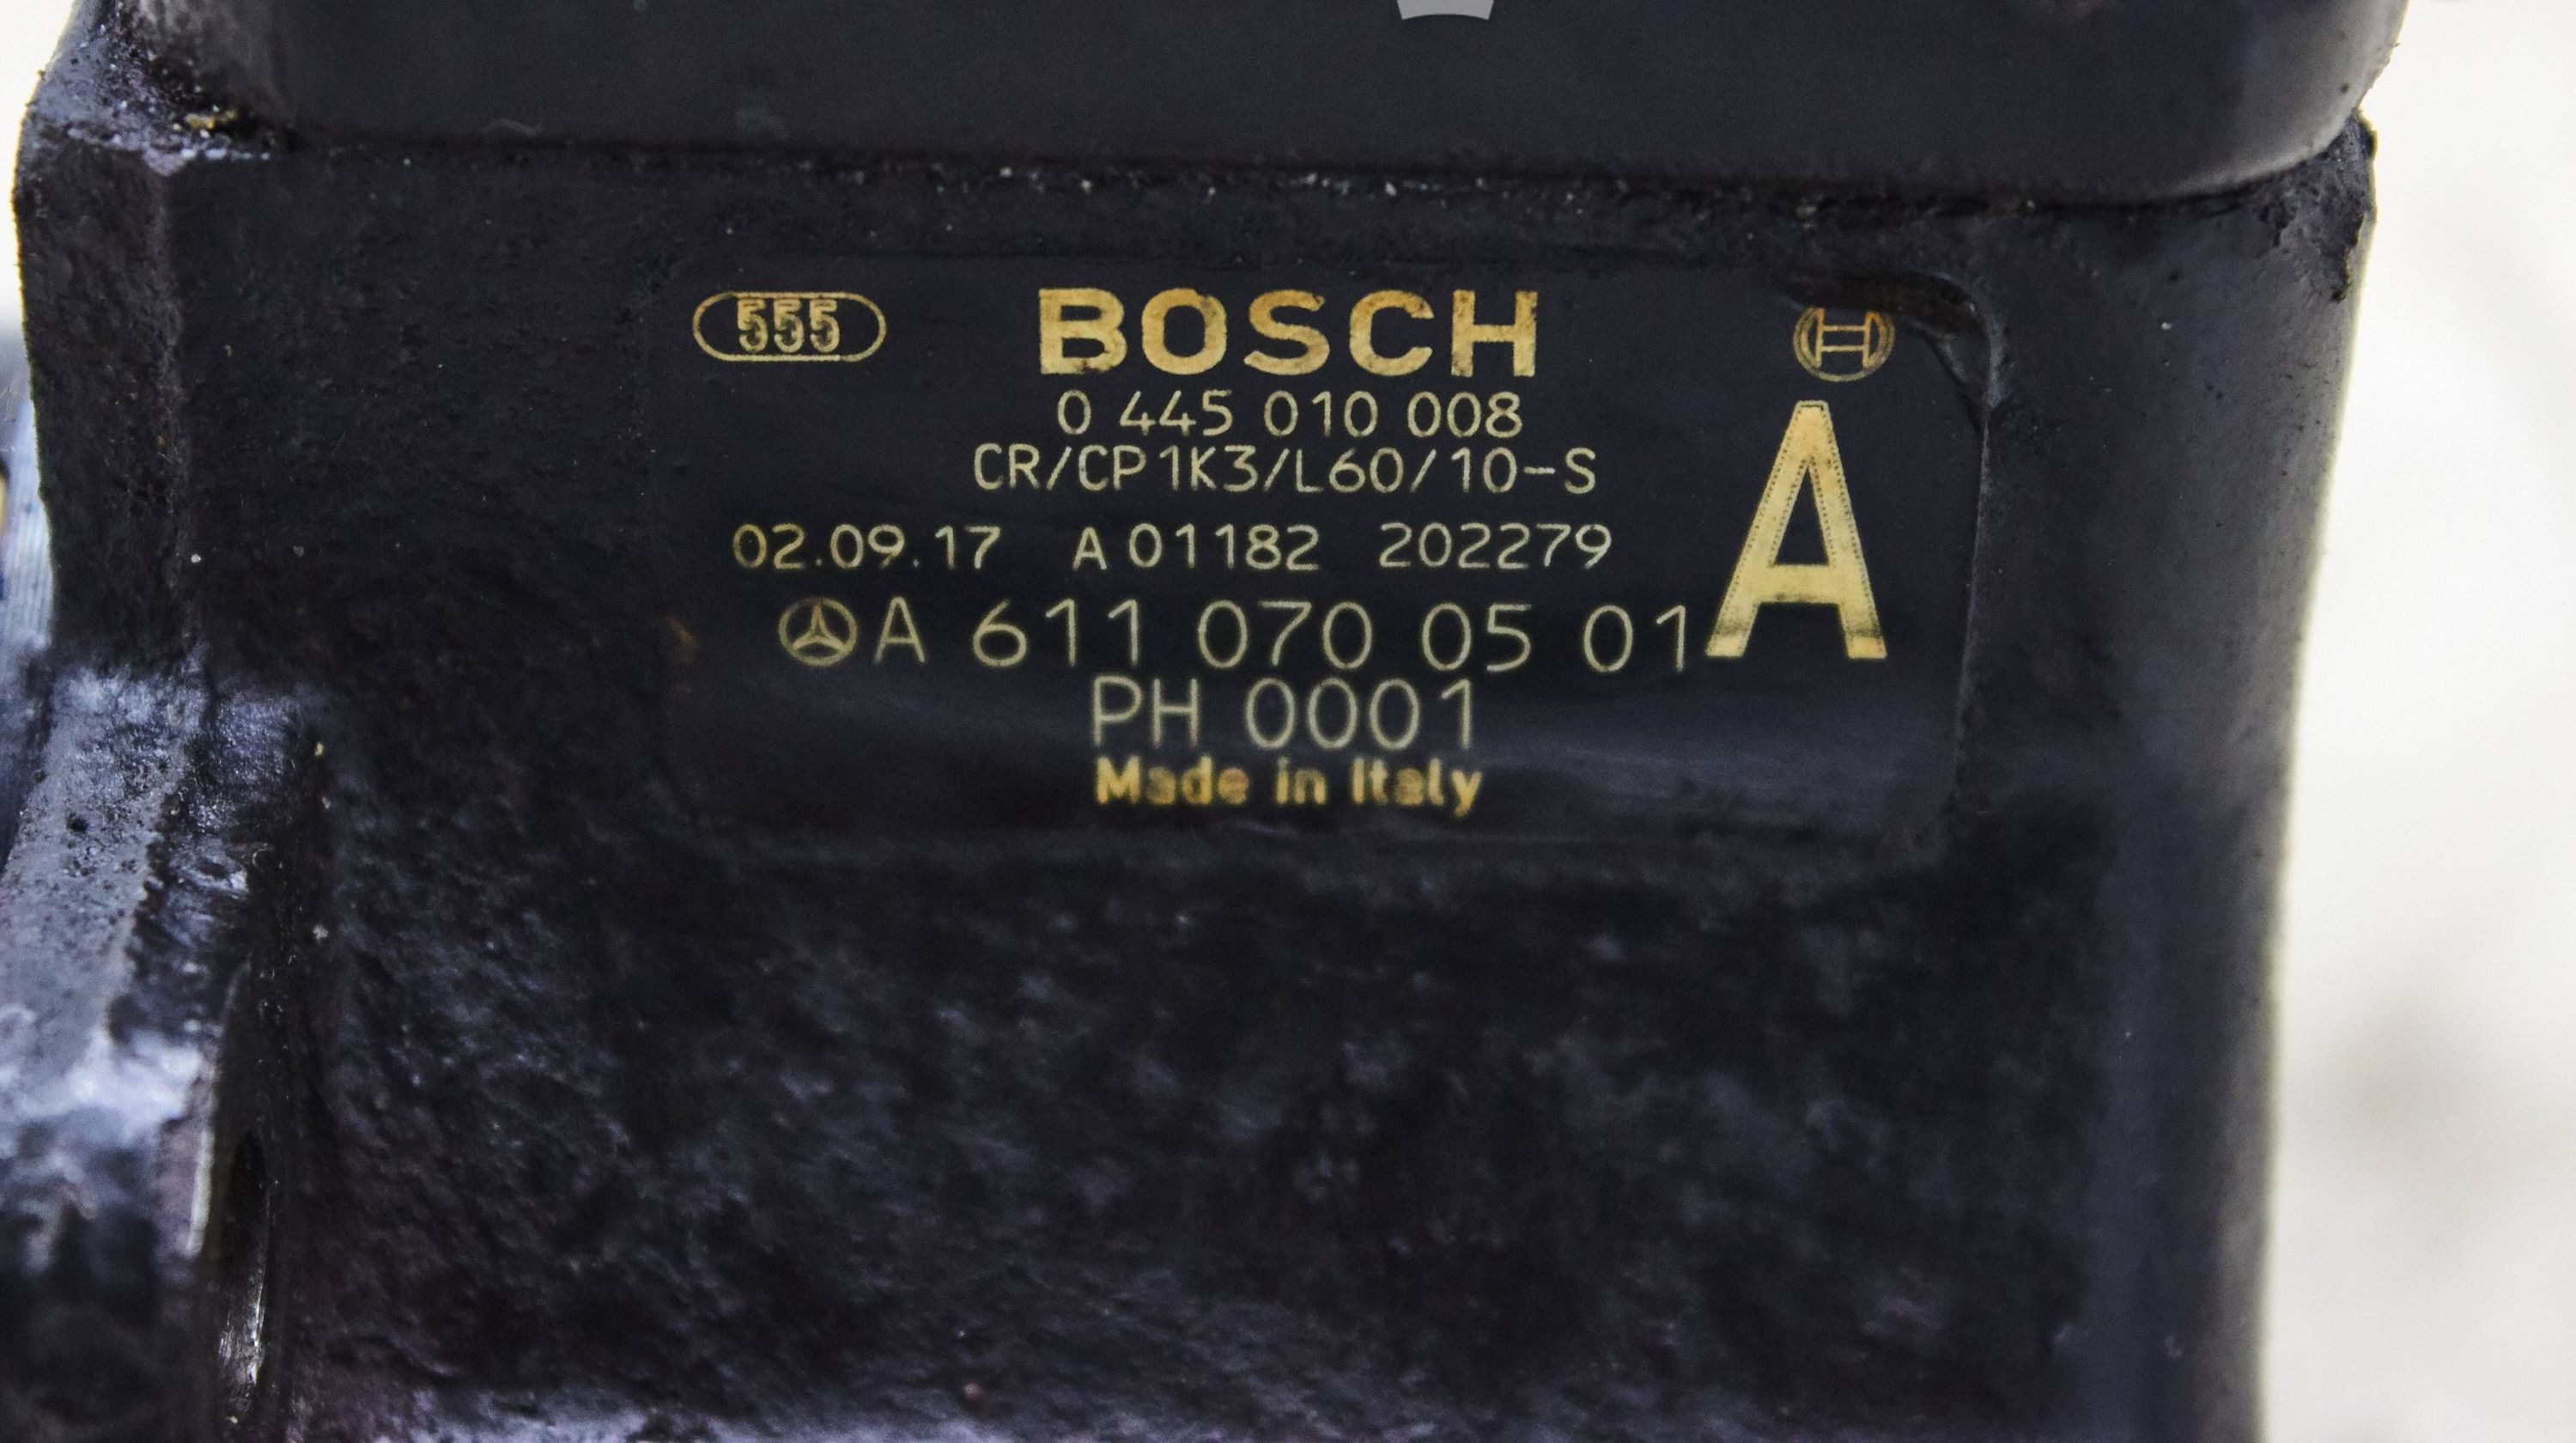 555 BOSCH
0 445 010 008
CR/CP1K3/L60/10-S
A
02.09.17 A 01182 202279
A 611 070 05 01
PH 0001
Made in Italy